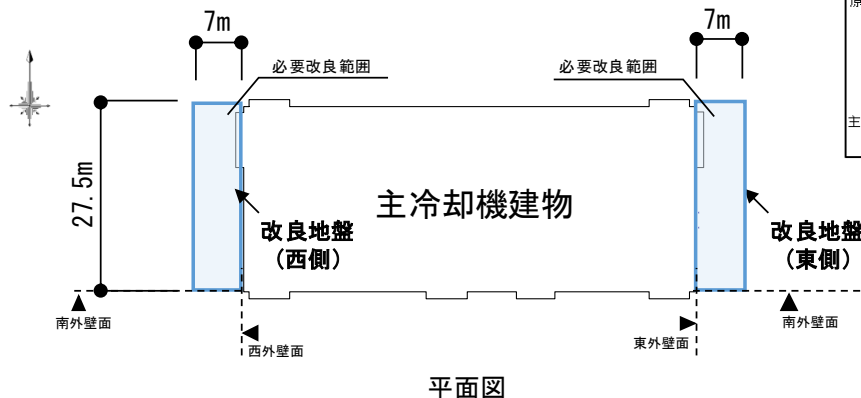 7m
7m
原
必要改良範囲
必要改良範囲
主
27.5m
主冷却機建物
改良地盤
(西側)
改良地盤
(東側)
南外壁面
西外壁面
東外壁面
南外壁面
平面図